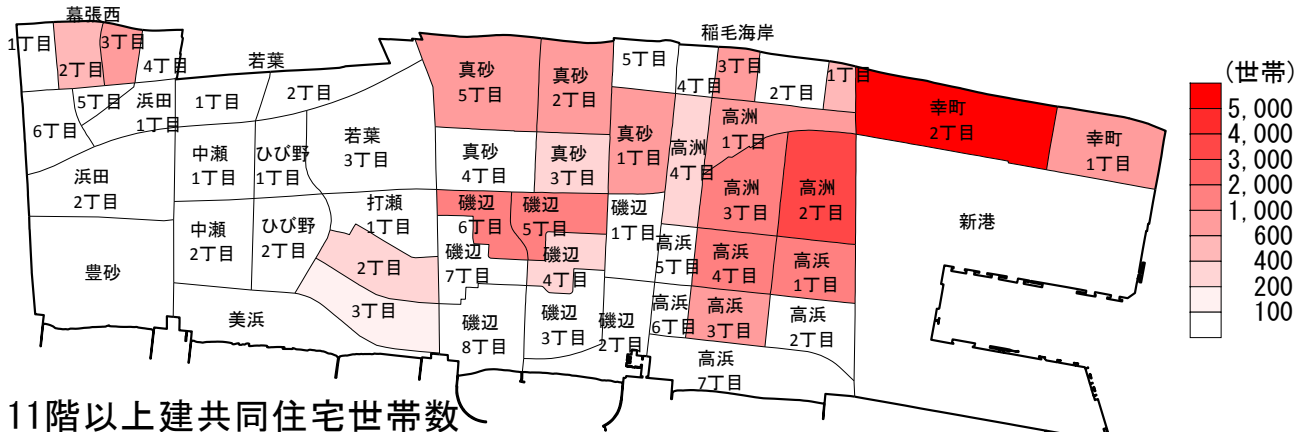 幕張西
1丁目
2丁目
3丁目
4丁目
5丁目
6丁目
浜田
1丁目
浜田
2丁目
豊砂
若葉
1丁目
2丁目
若葉
3丁目
中瀬
1丁目
中瀬
2丁目
ひび野
1丁目
ひび野
2丁目
打瀬
1丁目
2丁目
3丁目
美浜
真砂
5丁目
真砂
2丁目
真砂
1丁目
真砂
4丁目
真砂
3丁目
磯辺
6丁目
磯辺
5丁目
磯辺
1丁目
磯辺
7丁目
磯辺
4丁目
磯辺
8丁目
磯辺
3丁目
磯辺
2丁目
稲毛海岸
5丁目
4丁目
3丁目
2丁目
1丁目
高洲
1丁目
高洲
4丁目
高洲
3丁目
高洲
2丁目
高浜
5丁目
高浜
4丁目
高浜
1丁目
高浜
6丁目
高浜
3丁目
高浜
2丁目
高浜
7丁目
幸町
2丁目
幸町
1丁目
新港
(世帯)
5,000
4,000
3,000
2,000
1,000
600
400
200
100
11階以上建共同住宅世帯数